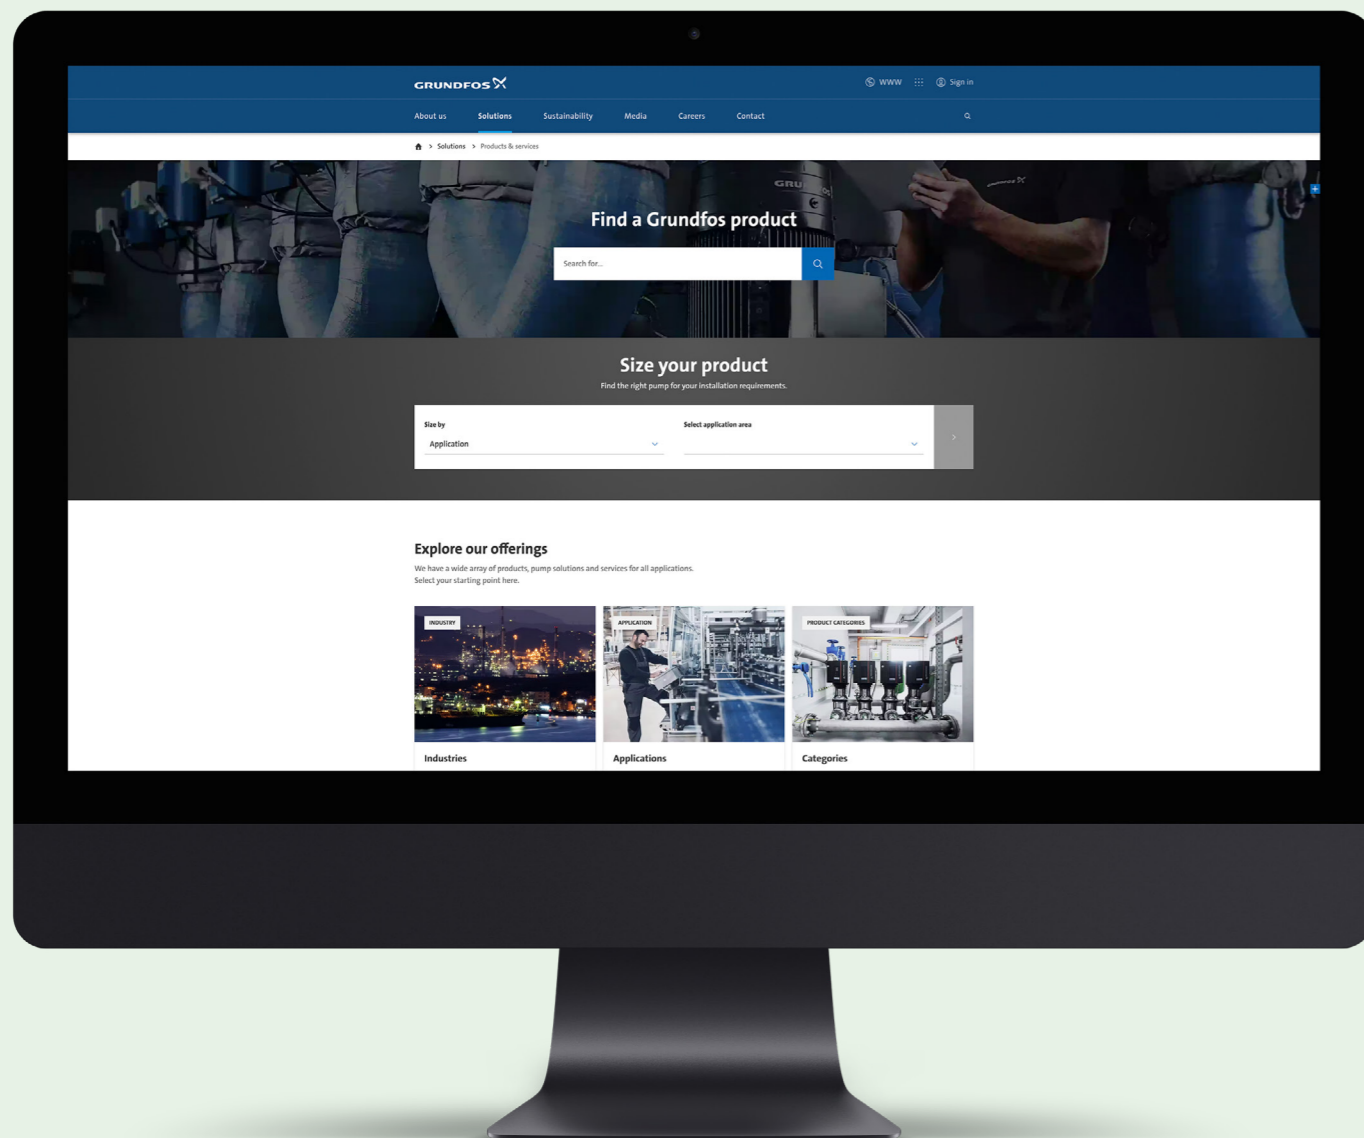 GRUNDFOS
WWW
Sign in
About us
Solutions
Sustainability
Media
Careers
Contact
> Solutions > Products & services
GRUNDFOS
Find a Grundfos product
Search for...
Size your product
Find the right pump for your installation requirements.
Size by
Select application area
Application
Explore our offerings
We have a wide array of products, pump solutions and services for all applications.
Select your starting point here.
INDUSTRY
APPLICATION
PRODUCT CATEGORIES
Industries
Applications
Categories